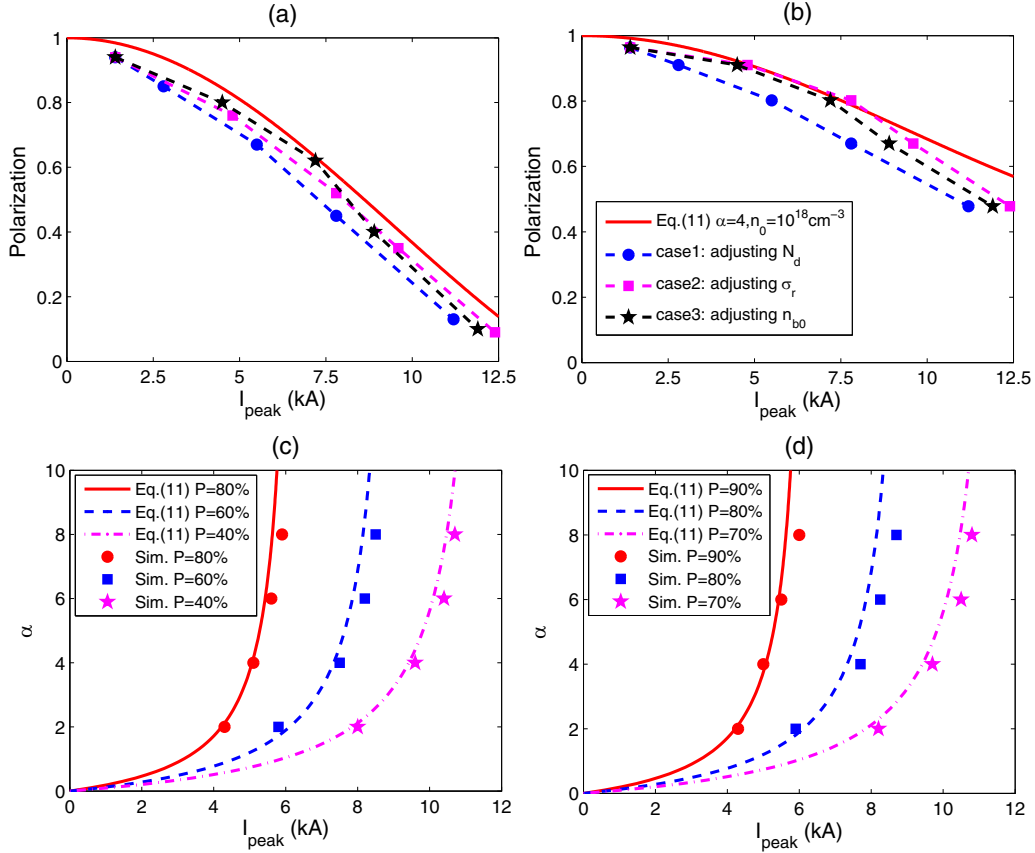 (a)
Polarization
1
0.8
0.6
0.4
0.2
0
0 2.5 5 7.5 10 12.5
I_peak (kA)
(b)
Polarization
1
0.8
0.6
0.4
0.2
0
Eq.(11) α=4,n₀=10¹⁸cm⁻³
case1: adjusting N_d
case2: adjusting σ_r
case3: adjusting n_b0
0 2.5 5 7.5 10 12.5
I_peak (kA)
(c)
α
10
8
6
4
2
0
Eq.(11) P=80%
Eq.(11) P=60%
Eq.(11) P=40%
Sim. P=80%
Sim. P=60%
Sim. P=40%
0 2 4 6 8 10 12
I_peak (kA)
(d)
α
10
8
6
4
2
0
Eq.(11) P=90%
Eq.(11) P=80%
Eq.(11) P=70%
Sim. P=90%
Sim. P=80%
Sim. P=70%
0 2 4 6 8 10 12
I_peak (kA)